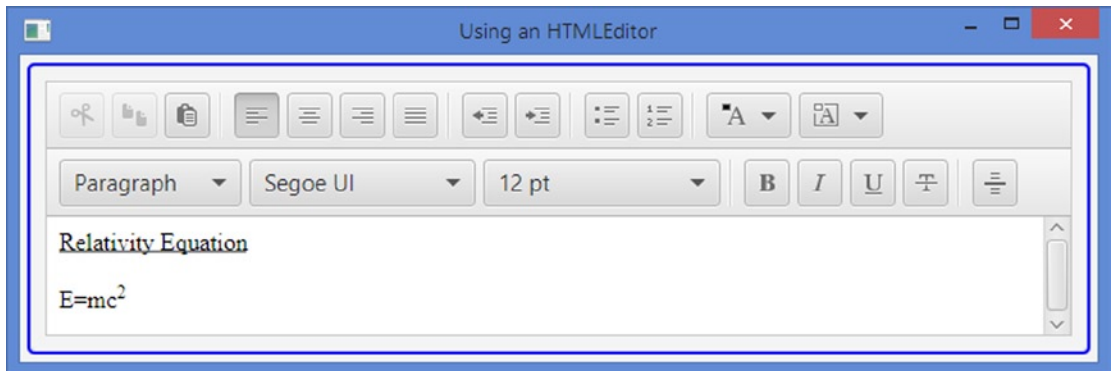 Using an HTMLEditor
Paragraph Segoe UI 12 pt B I U T
Relativity Equation
E=mc²